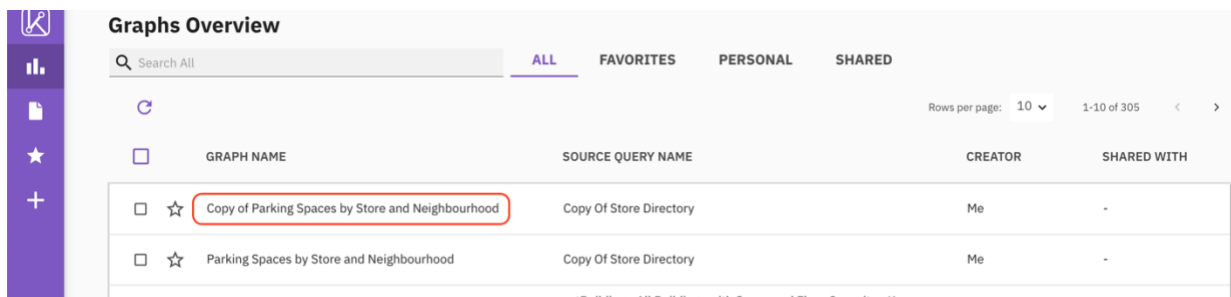 Graphs Overview
Search All
ALL FAVORITES PERSONAL SHARED
Rows per page: 10 1-10 of 305
GRAPH NAME SOURCE QUERY NAME CREATOR SHARED WITH
Copy of Parking Spaces by Store and Neighbourhood Copy Of Store Directory Me -
Parking Spaces by Store and Neighbourhood Copy Of Store Directory Me -